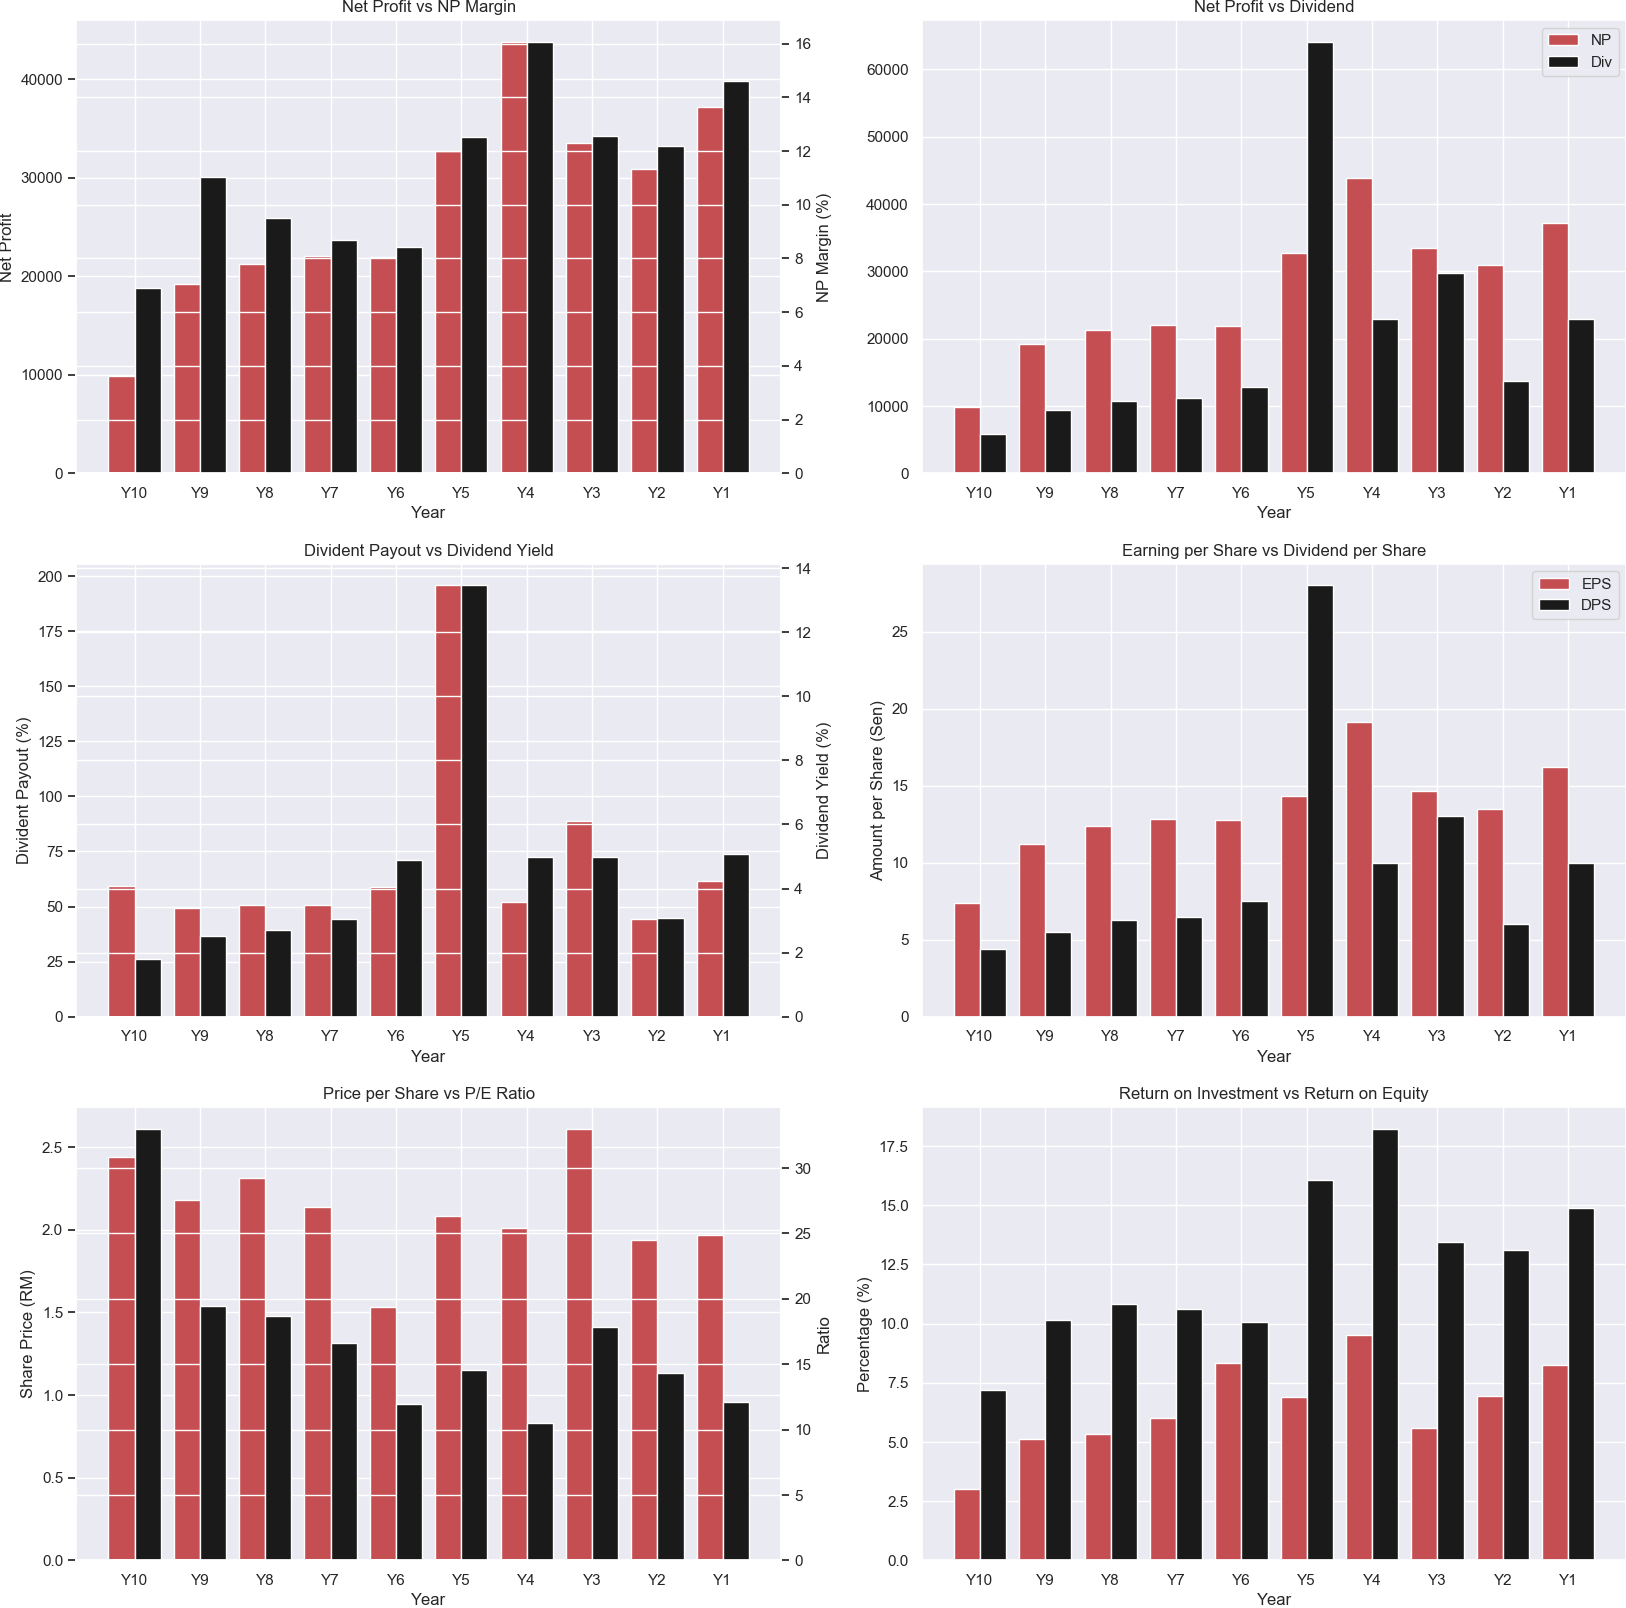 Net Profit vs NP Margin
Net Profit
40000
30000
20000
10000
0
16
14
12
10
8
6
4
2
0
NP Margin (%)
Y10 Y9 Y8 Y7 Y6 Y5 Y4 Y3 Y2 Y1
Year
Net Profit vs Dividend
NP
Div
60000
50000
40000
30000
20000
10000
0
Y10 Y9 Y8 Y7 Y6 Y5 Y4 Y3 Y2 Y1
Year
Divident Payout vs Dividend Yield
Divident Payout (%)
200
175
150
125
100
75
50
25
0
14
12
10
8
6
4
2
0
Dividend Yield (%)
Y10 Y9 Y8 Y7 Y6 Y5 Y4 Y3 Y2 Y1
Year
Earning per Share vs Dividend per Share
EPS
DPS
Amount per Share (Sen)
25
20
15
10
5
0
Y10 Y9 Y8 Y7 Y6 Y5 Y4 Y3 Y2 Y1
Year
Price per Share vs P/E Ratio
Share Price (RM)
2.5
2.0
1.5
1.0
0.5
0.0
30
25
20
15
10
5
0
Ratio
Y10 Y9 Y8 Y7 Y6 Y5 Y4 Y3 Y2 Y1
Year
Return on Investment vs Return on Equity
Percentage (%)
17.5
15.0
12.5
10.0
7.5
5.0
2.5
0.0
Y10 Y9 Y8 Y7 Y6 Y5 Y4 Y3 Y2 Y1
Year